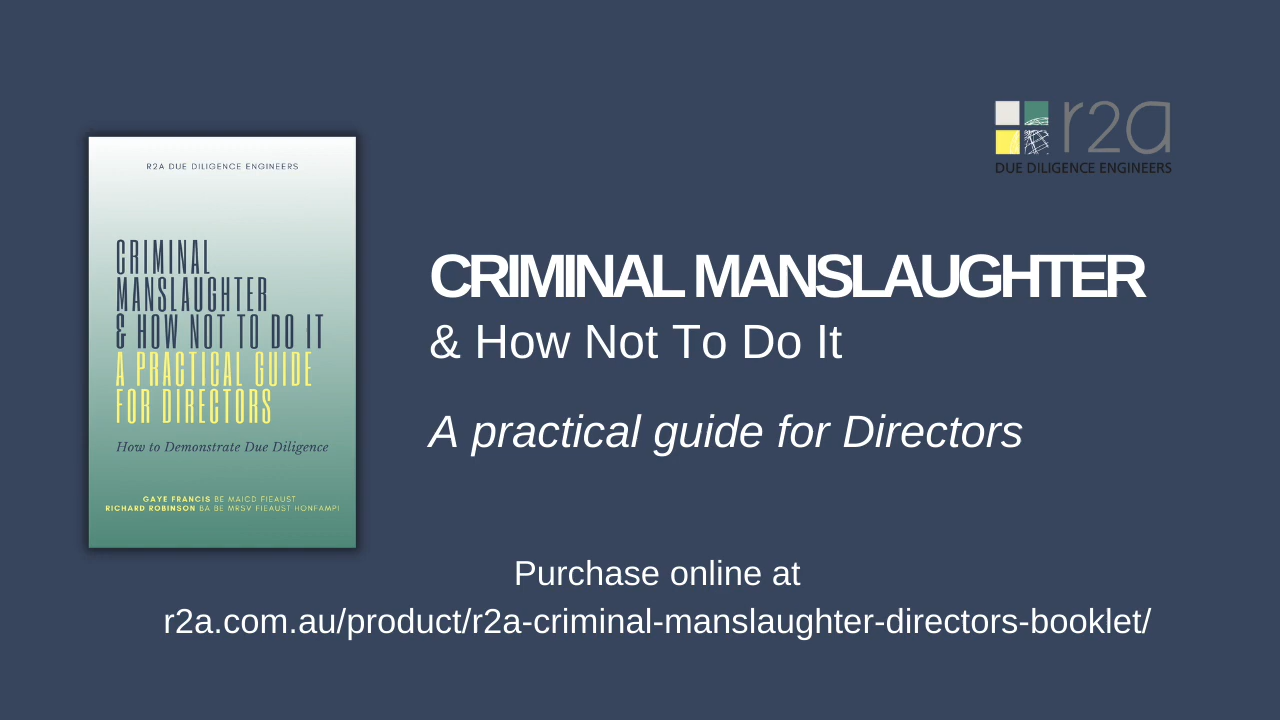 R2A DUE DILIGENCE ENGINEERS
CRIMINAL
MANSLAUGHTER
& HOW NOT TO DO IT
A PRACTICAL GUIDE
FOR DIRECTORS
How to Demonstrate Due Diligence
GAYE FRANCIS BE MAICD FIEAUST
RICHARD ROBINSON BA BE MRSV FIEAUST HONFAMPI
r2a
DUE DILIGENCE ENGINEERS
CRIMINAL MANSLAUGHTER
& How Not To Do It
A practical guide for Directors
Purchase online at
r2a.com.au/product/r2a-criminal-manslaughter-directors-booklet/